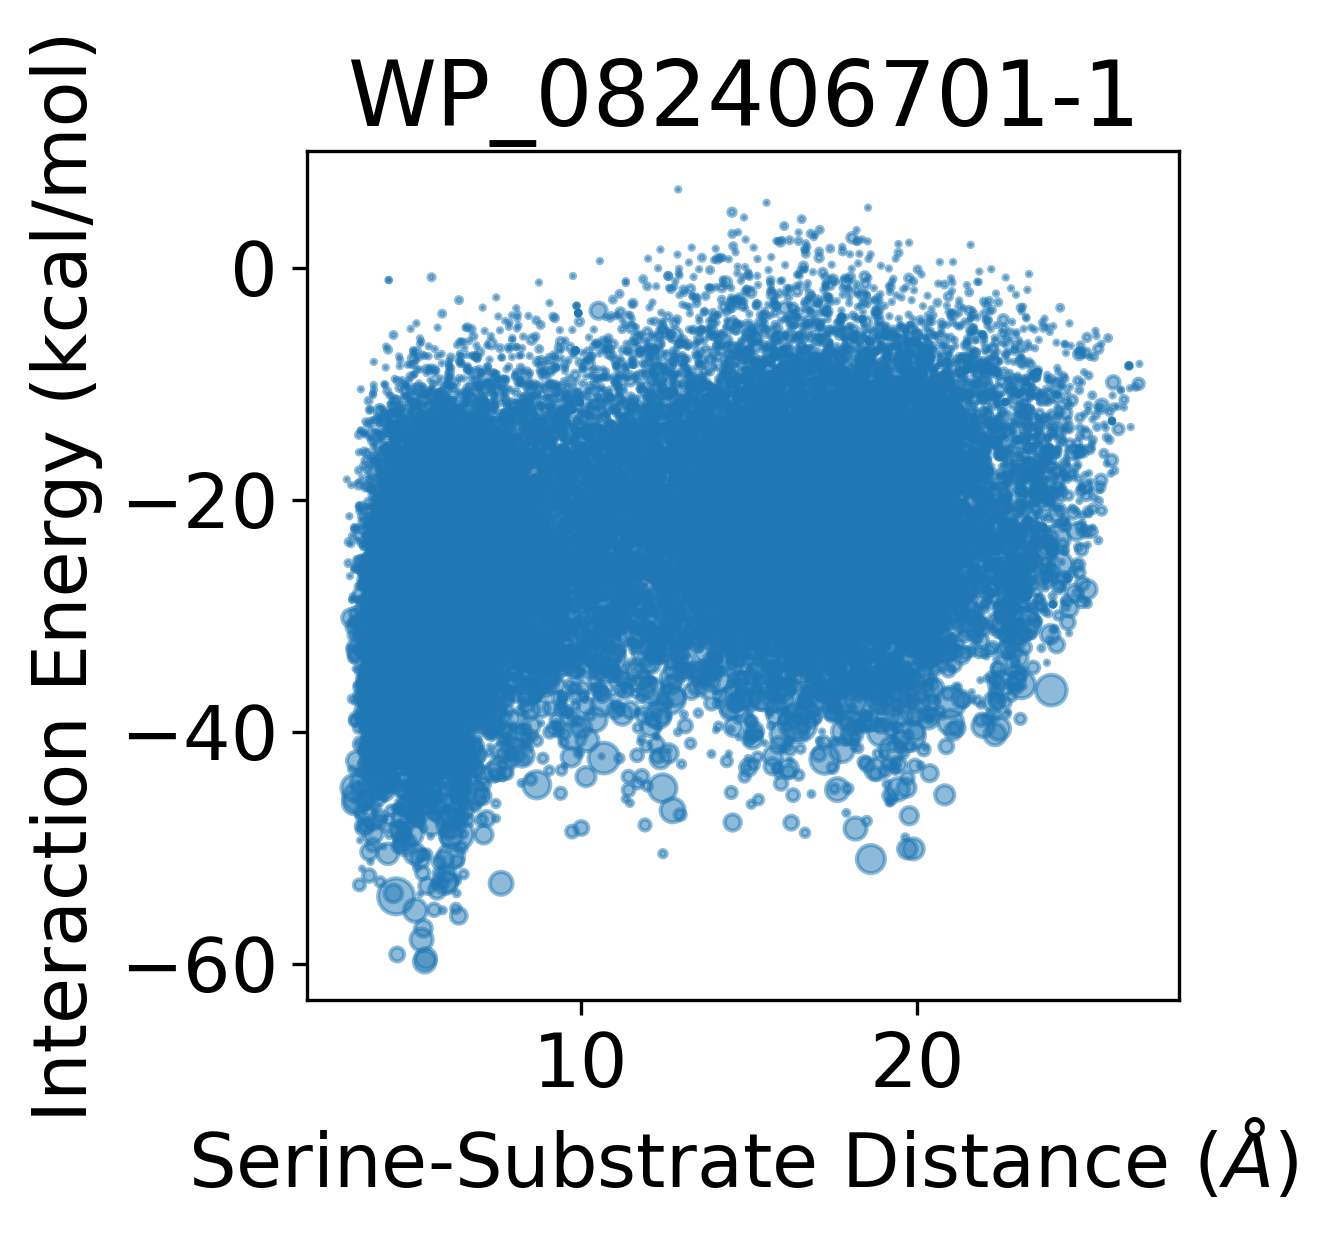 WP_082406701-1
Interaction Energy (kcal/mol)
0
−20
−40
−60
10 20
Serine-Substrate Distance (Å)